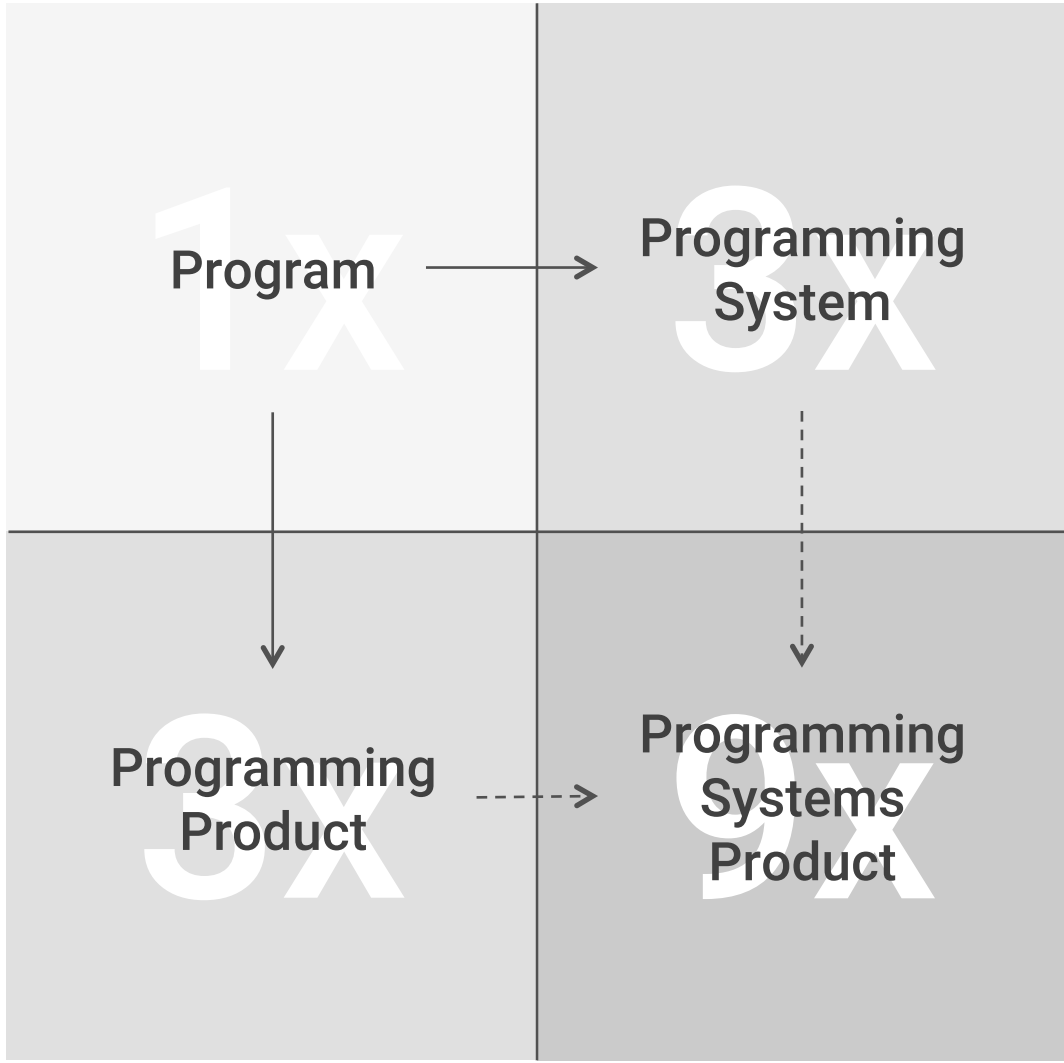 1x
Program
3x
Programming
System
3x
Programming
Product
9x
Programming
Systems
Product